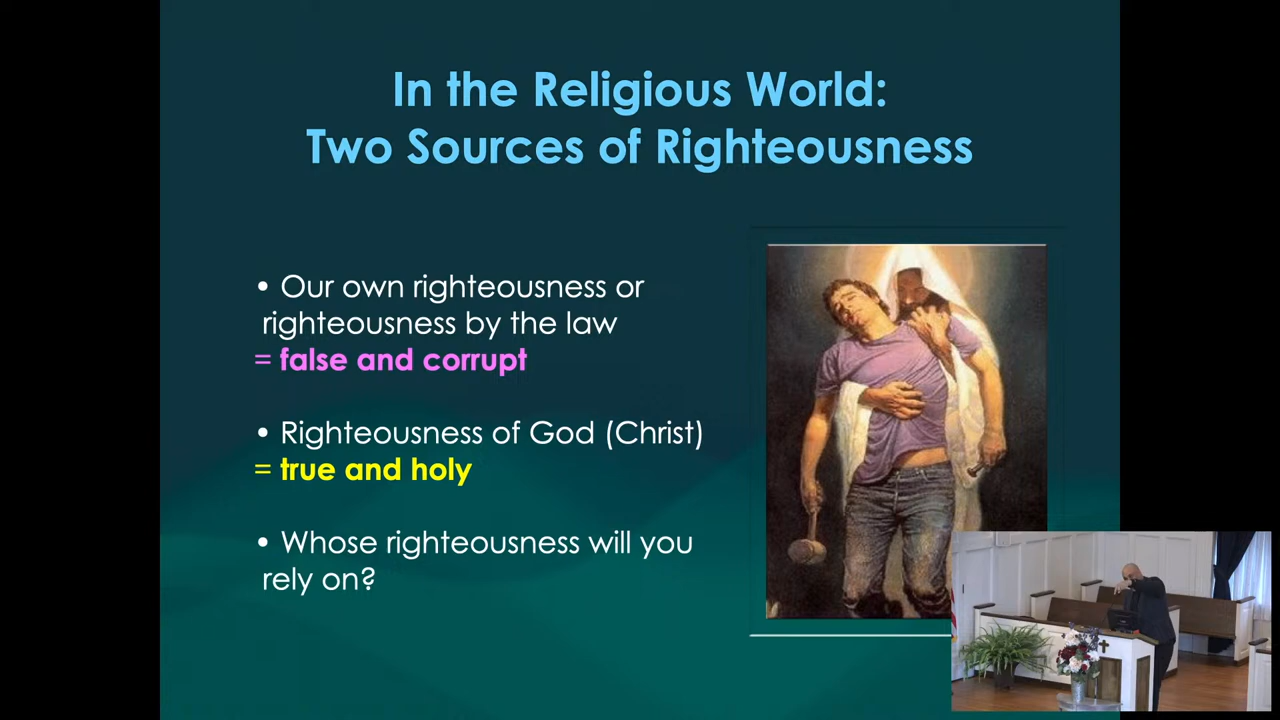 In the Religious World:
Two Sources of Righteousness
• Our own righteousness or
righteousness by the law
= false and corrupt
• Righteousness of God (Christ)
= true and holy
• Whose righteousness will you
rely on?